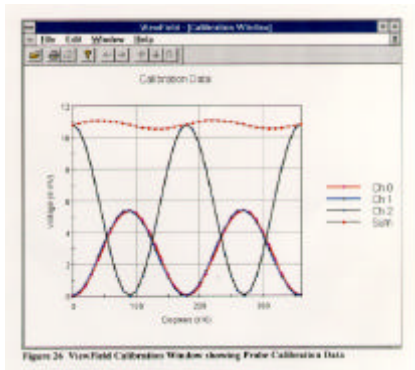 ViewField - [Calibration Window]
File Edit Window Help
Calibration Data
12
10
8
6
4
2
0
0 100 200 300
Voltage (in mV)
Degrees (x10)
Ch 0
Ch 1
Ch 2
Sum
Figure 26 ViewField Calibration Window showing Probe Calibration Data